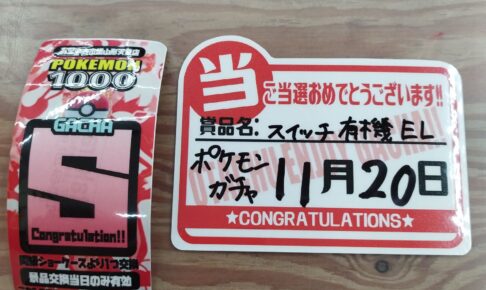 POKEMON
1000
GACHA
S
Congratulation!!
景品交換当日のみ有効
当
ご当選おめでとうございます!!
賞品名: スイッチ有機EL
ポケモン
ガチャ 11月20日
★CONGRATULATIONS★